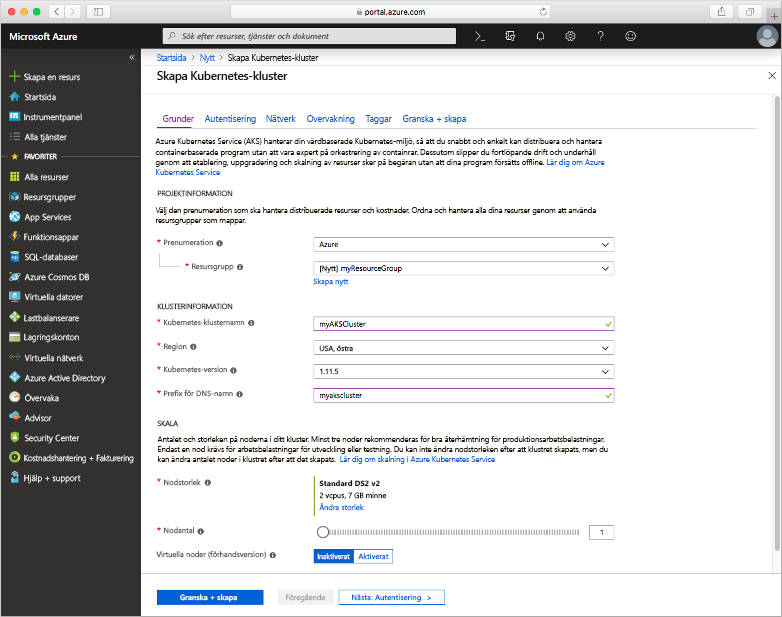 portal.azure.com
Microsoft Azure
Sök efter resurser, tjänster och dokument
Startsida > Nytt > Skapa Kubernetes-kluster
Skapa Kubernetes-kluster
Skapa en resurs
Startsida
Instrumentpanel
Alla tjänster
FAVORITER
Alla resurser
Resursgrupper
App Services
Funktionsappar
SQL-databaser
Azure Cosmos DB
Virtuella datorer
Lastbalanserare
Lagringskonton
Virtuella nätverk
Azure Active Directory
Övervaka
Advisor
Security Center
Kostnadshantering + Fakturering
Hjälp + support
Grunder Autentisering Nätverk Övervakning Taggar Granska + skapa
Azure Kubernetes Service (AKS) hanterar din värdbaserade Kubernetes-miljö, så att du snabbt och enkelt kan distribuera och hantera
containerbaserade program utan att vara expert på orkestrering av containrar. Dessutom slipper du fortlöpande drift och underhåll
genom att etablering, uppgradering och skalning av resurser sker på begäran utan att dina program försätts offline. Lär dig om Azure
Kubernetes Service
PROJEKTINFORMATION
Välj den prenumeration som ska hantera distribuerade resurser och kostnader. Ordna och hantera alla dina resurser genom att använda
resursgrupper som mappar.
* Prenumeration
Azure
* Resursgrupp
[Nytt] myResourceGroup
Skapa nytt
KLUSTERINFORMATION
* Kubernetes-klusternamn
myAKSCluster
* Region
USA, östra
* Kubernetes-version
1.11.5
* Prefix för DNS-namn
myakscluster
SKALA
Antalet och storleken på noderna i ditt kluster. Minst tre noder rekommenderas för bra återhämtning för produktionsarbetsbelastningar.
Endast en nod krävs för arbetsbelastningar för utveckling eller testning. Du kan inte ändra nodstorleken efter att klustret skapats, men du
kan ändra antalet noder i klustret efter att det skapats. Lär dig om skalning i Azure Kubernetes Service
* Nodstorlek
Standard DS2 v2
2 vcpus, 7 GB minne
Ändra storlek
* Nodantal
1
Virtuella noder (förhandsversion)
Inaktiverat Aktiverat
Granska + skapa Föregående Nästa: Autentisering >